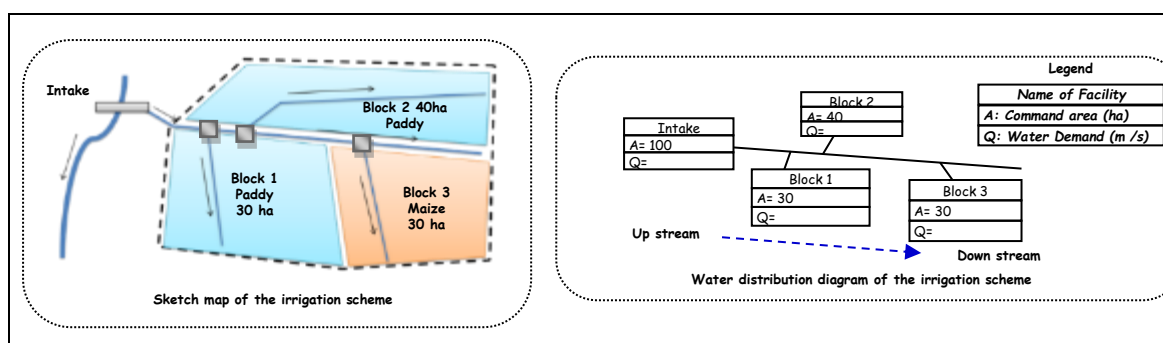 Intake
Block 2 40ha
Paddy
Block 1
Paddy
30 ha
Block 3
Maize
30 ha
Sketch map of the irrigation scheme
Legend
Name of Facility
A: Command area (ha)
Q: Water Demand (m /s)
Block 2
A= 40
Q=
Intake
A= 100
Q=
Block 1
A= 30
Q=
Block 3
A= 30
Q=
Up stream
Down stream
Water distribution diagram of the irrigation scheme